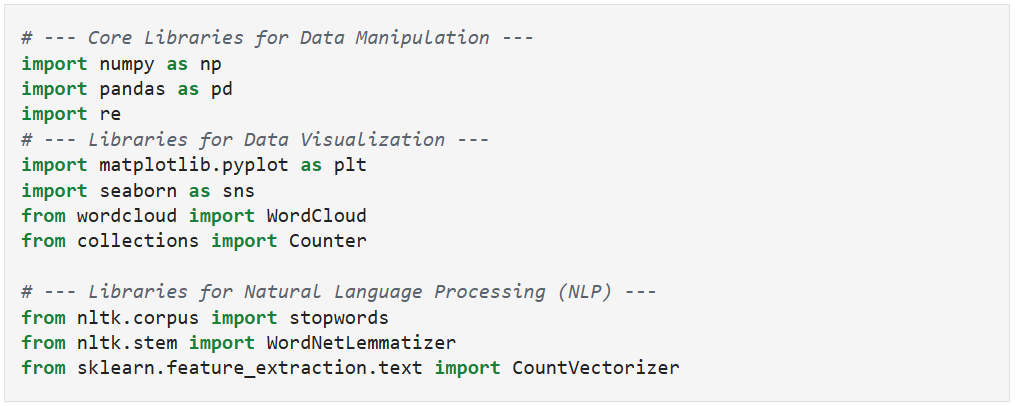 # --- Core Libraries for Data Manipulation ---
import numpy as np
import pandas as pd
import re
# --- Libraries for Data Visualization ---
import matplotlib.pyplot as plt
import seaborn as sns
from wordcloud import WordCloud
from collections import Counter
# --- Libraries for Natural Language Processing (NLP) ---
from nltk.corpus import stopwords
from nltk.stem import WordNetLemmatizer
from sklearn.feature_extraction.text import CountVectorizer